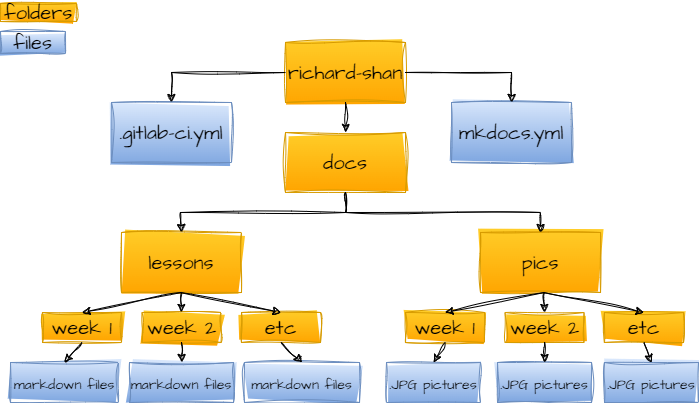 folders
files
richard-shan
.gitlab-ci.yml
mkdocs.yml
docs
lessons
pics
week 1
week 2
etc
week 1
week 2
etc
markdown files
markdown files
markdown files
.JPG pictures
.JPG pictures
.JPG pictures